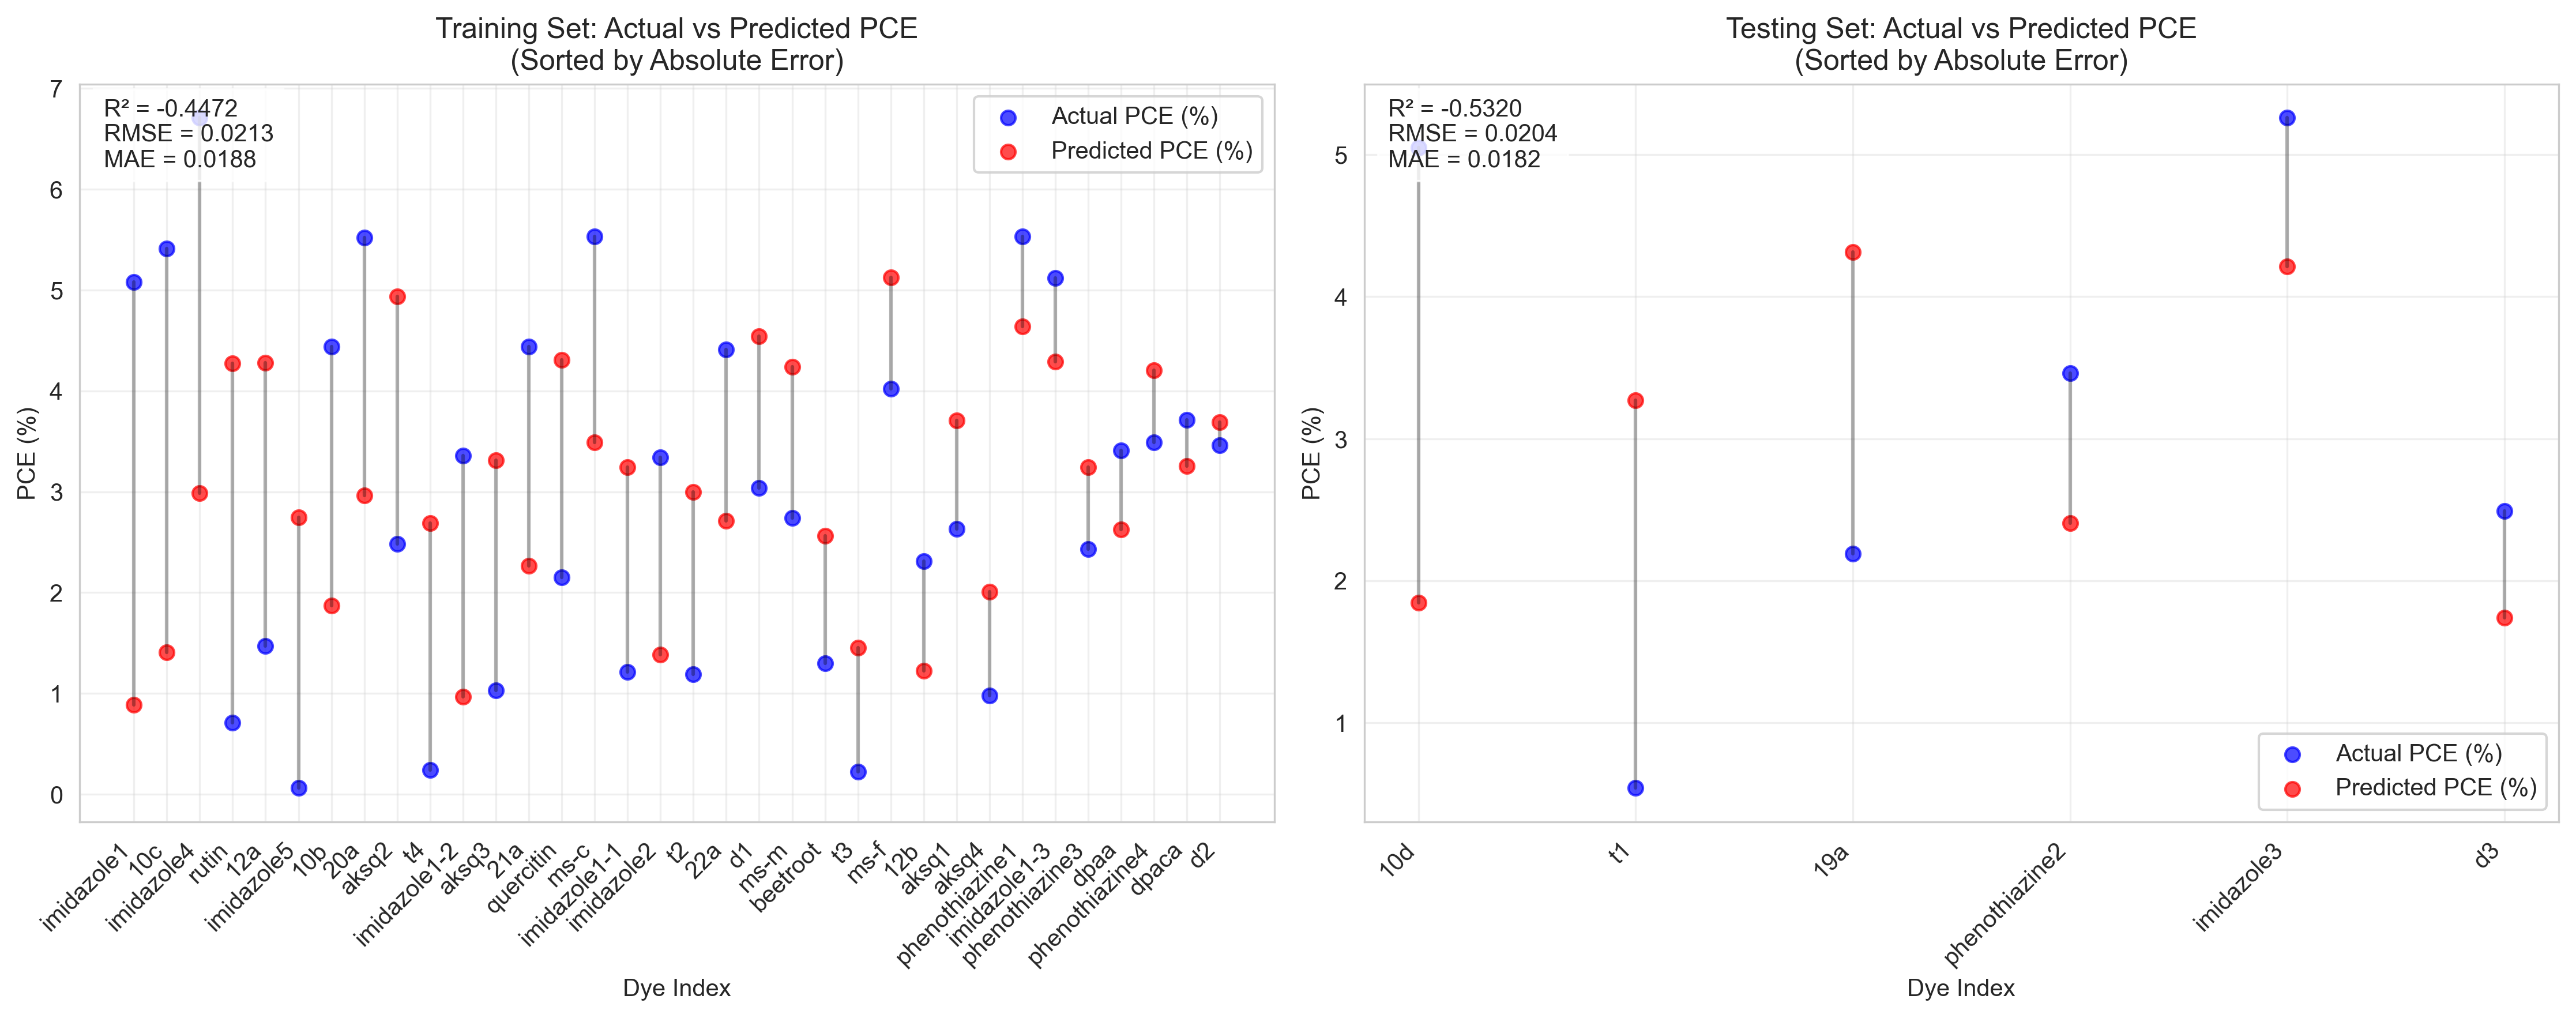 Training Set: Actual vs Predicted PCE
(Sorted by Absolute Error)
R² = -0.4472
RMSE = 0.0213
MAE = 0.0188
Actual PCE (%)
Predicted PCE (%)
PCE (%)
7
6
5
4
3
2
1
0
imidazole1
10c
imidazole4
rutin
12a
imidazole5
10b
20a
aksq2
t4
imidazole1-2
aksq3
21a
quercitin
ms-c
imidazole1-1
imidazole2
t2
22a
d1
ms-m
beetroot
t3
ms-f
12b
aksq1
aksq4
phenothiazine1
imidazole1-3
phenothiazine3
dpaa
phenothiazine4
dpaca
d2
Dye Index
Testing Set: Actual vs Predicted PCE
(Sorted by Absolute Error)
R² = -0.5320
RMSE = 0.0204
MAE = 0.0182
PCE (%)
5
4
3
2
1
Actual PCE (%)
Predicted PCE (%)
10d
t1
19a
phenothiazine2
imidazole3
d3
Dye Index